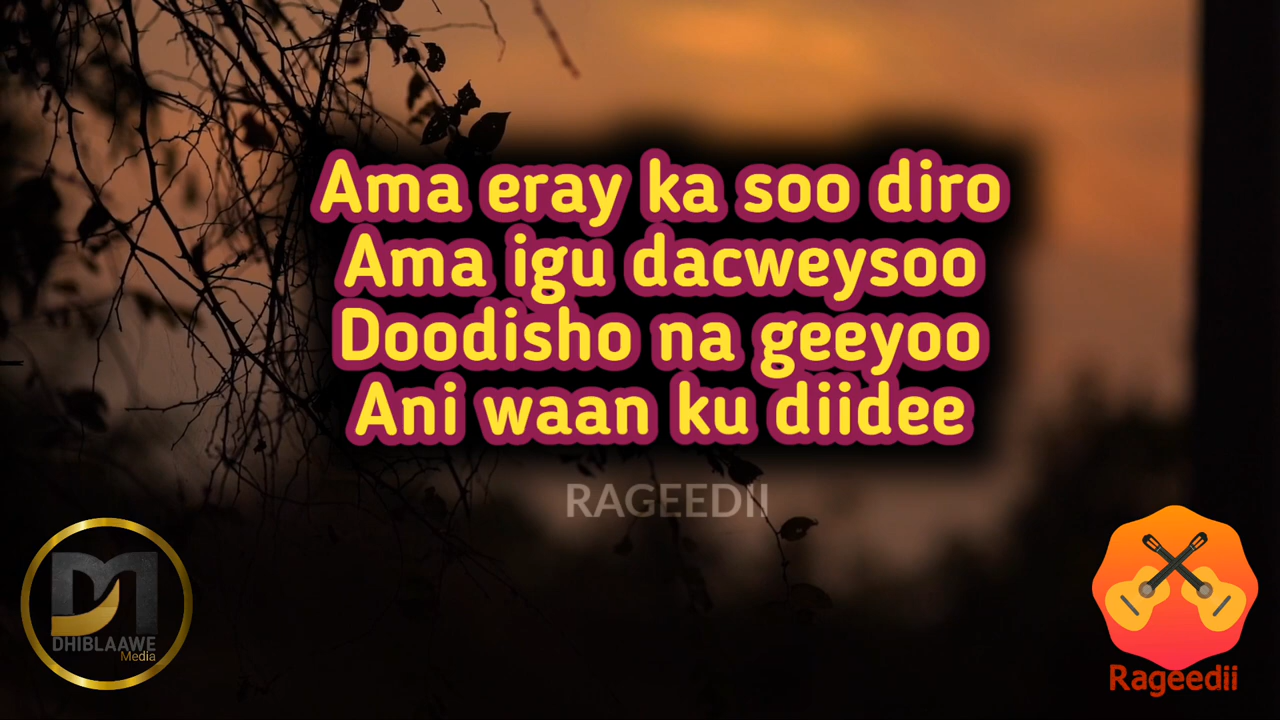 Ama eray ka soo diro
Ama igu dacweysoo
Doodisho na geeyoo
Ani waan ku diidee
RAGEEDII
DM
DHIBLAAWE
Media
Rageedii